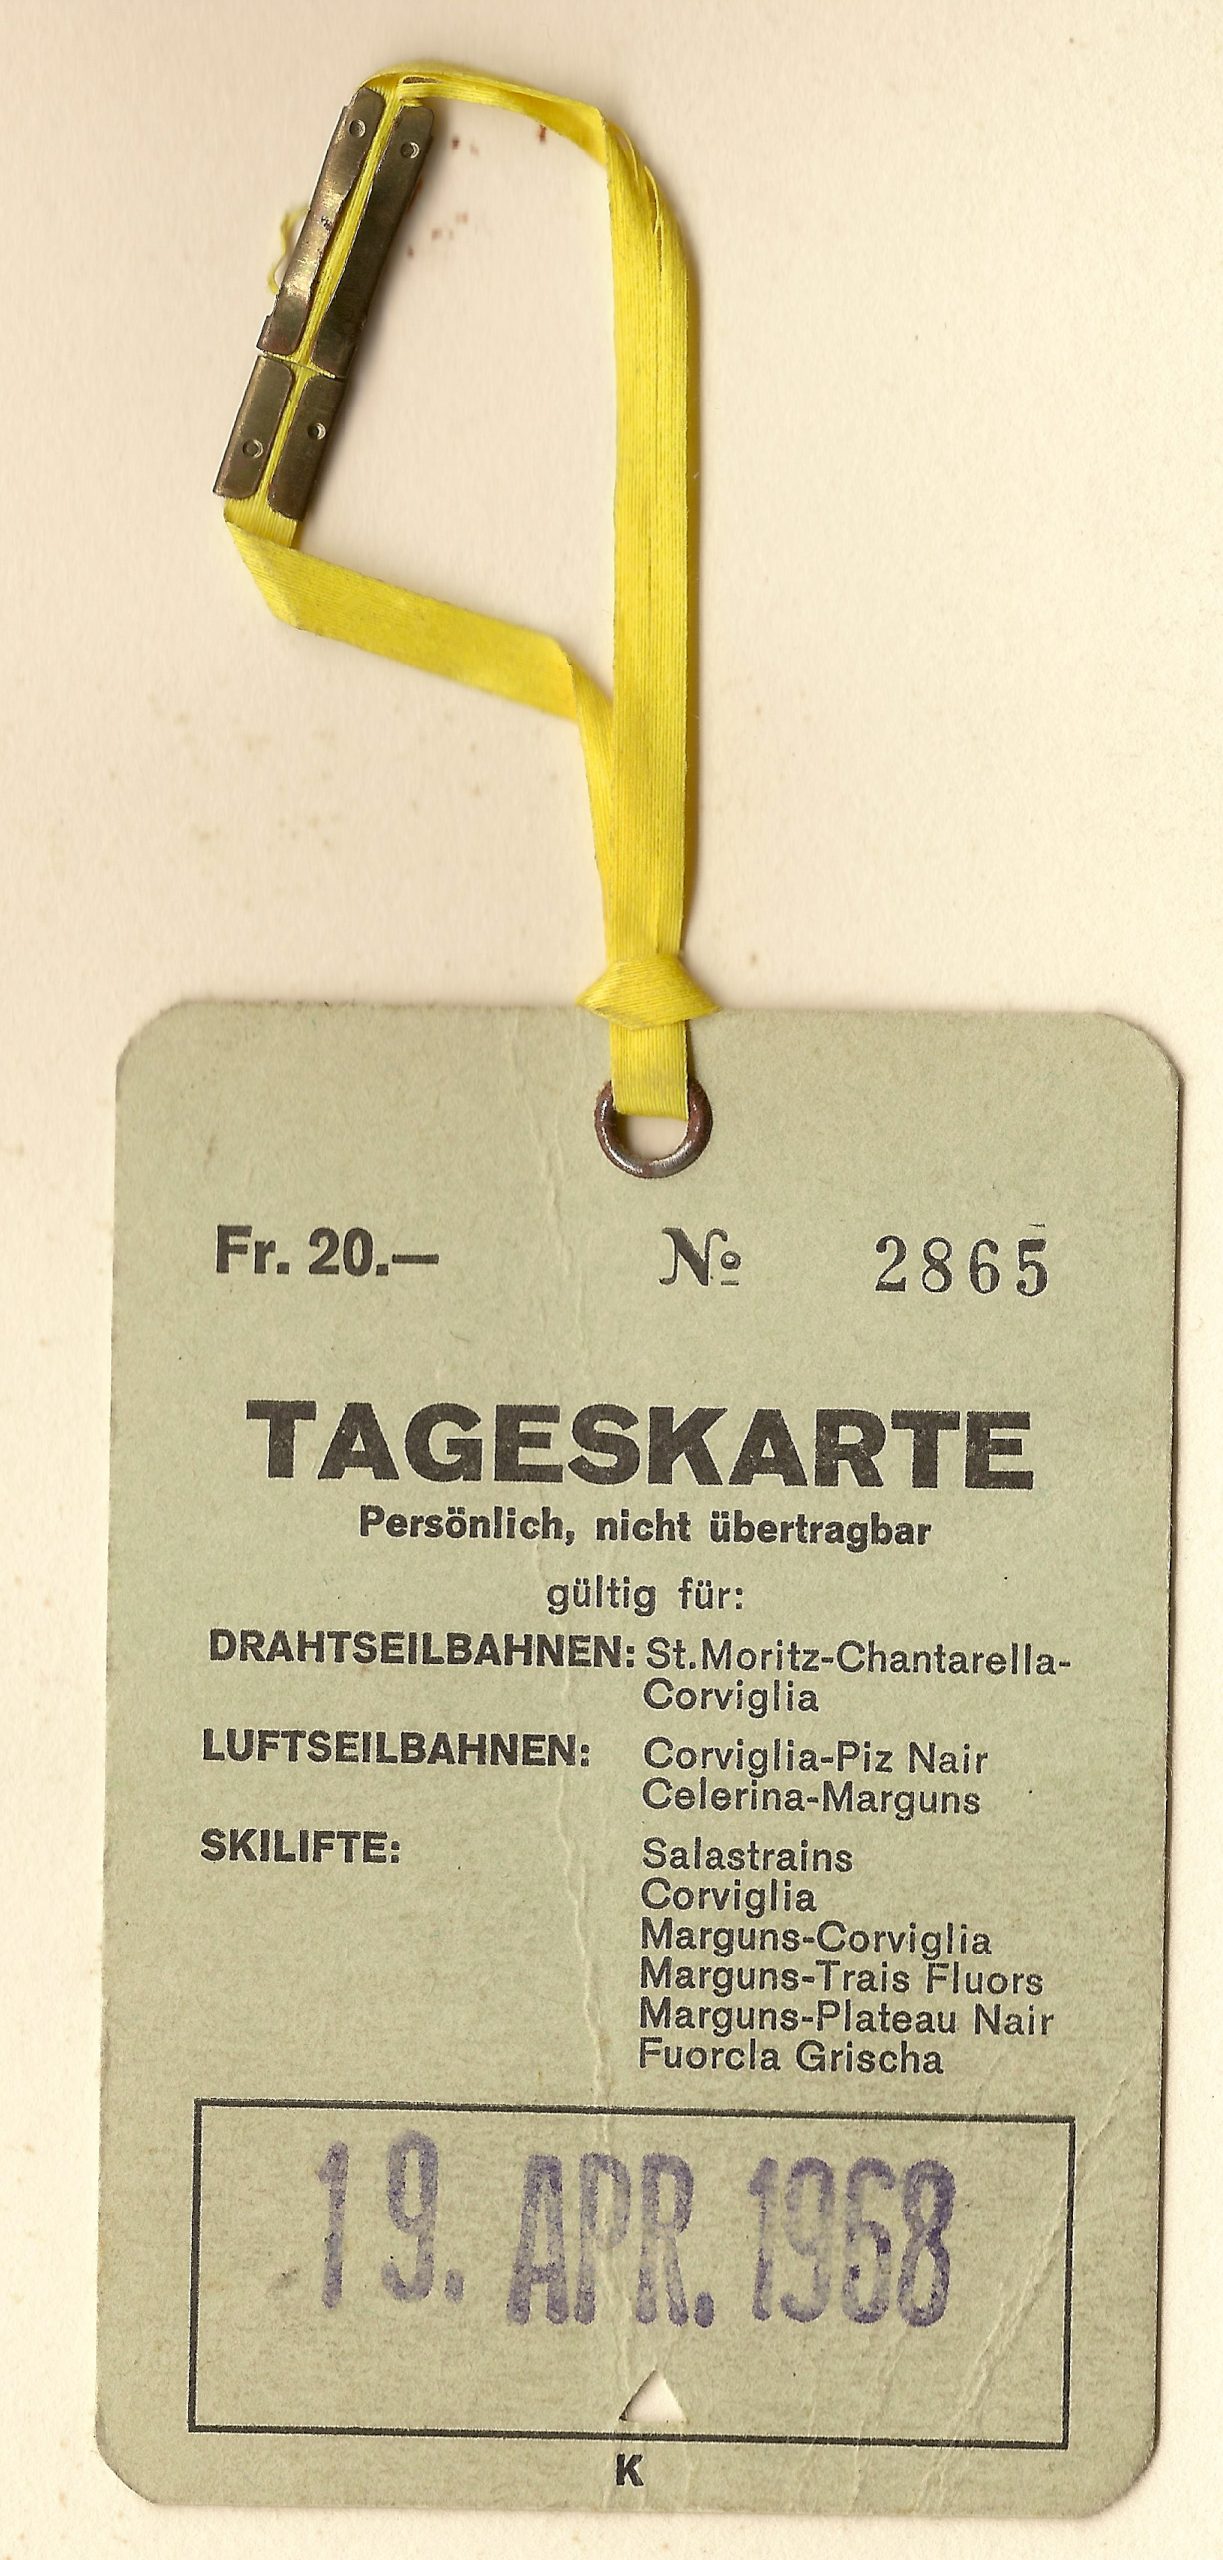 Fr. 20.— № 2865
TAGESKARTE
Persönlich, nicht übertragbar
gültig für:
DRAHTSEILBAHNEN: St.Moritz-Chantarella-
Corviglia
LUFTSEILBAHNEN: Corviglia-Piz Nair
Celerina-Marguns
SKILIFTE: Salastrains
Corviglia
Marguns-Corviglia
Marguns-Trais Fluors
Marguns-Plateau Nair
Fuorcla Grischa
19. APR. 1968
K